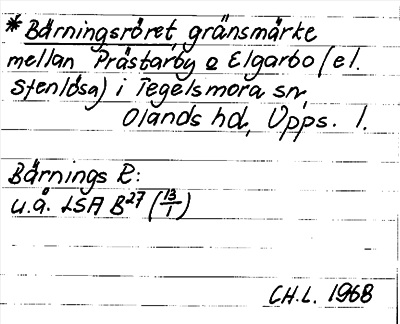 * Bärningsröret, gränsmärke
mellan Prästarby o Elgarbo (el.
Stenlösa) i Tegelsmora sn,
Olands hd, Upps. l.
Bärnings R:
u.å. LSA B27 (13/1)
CH.L. 1968